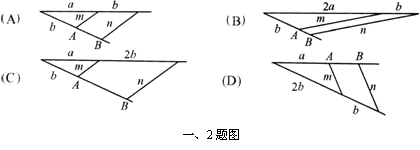 (A) a b b m n A B
(B) 2a b b m n A B
(C) a 2b b m n A B
(D) a A B 2b m n b
一、2题图